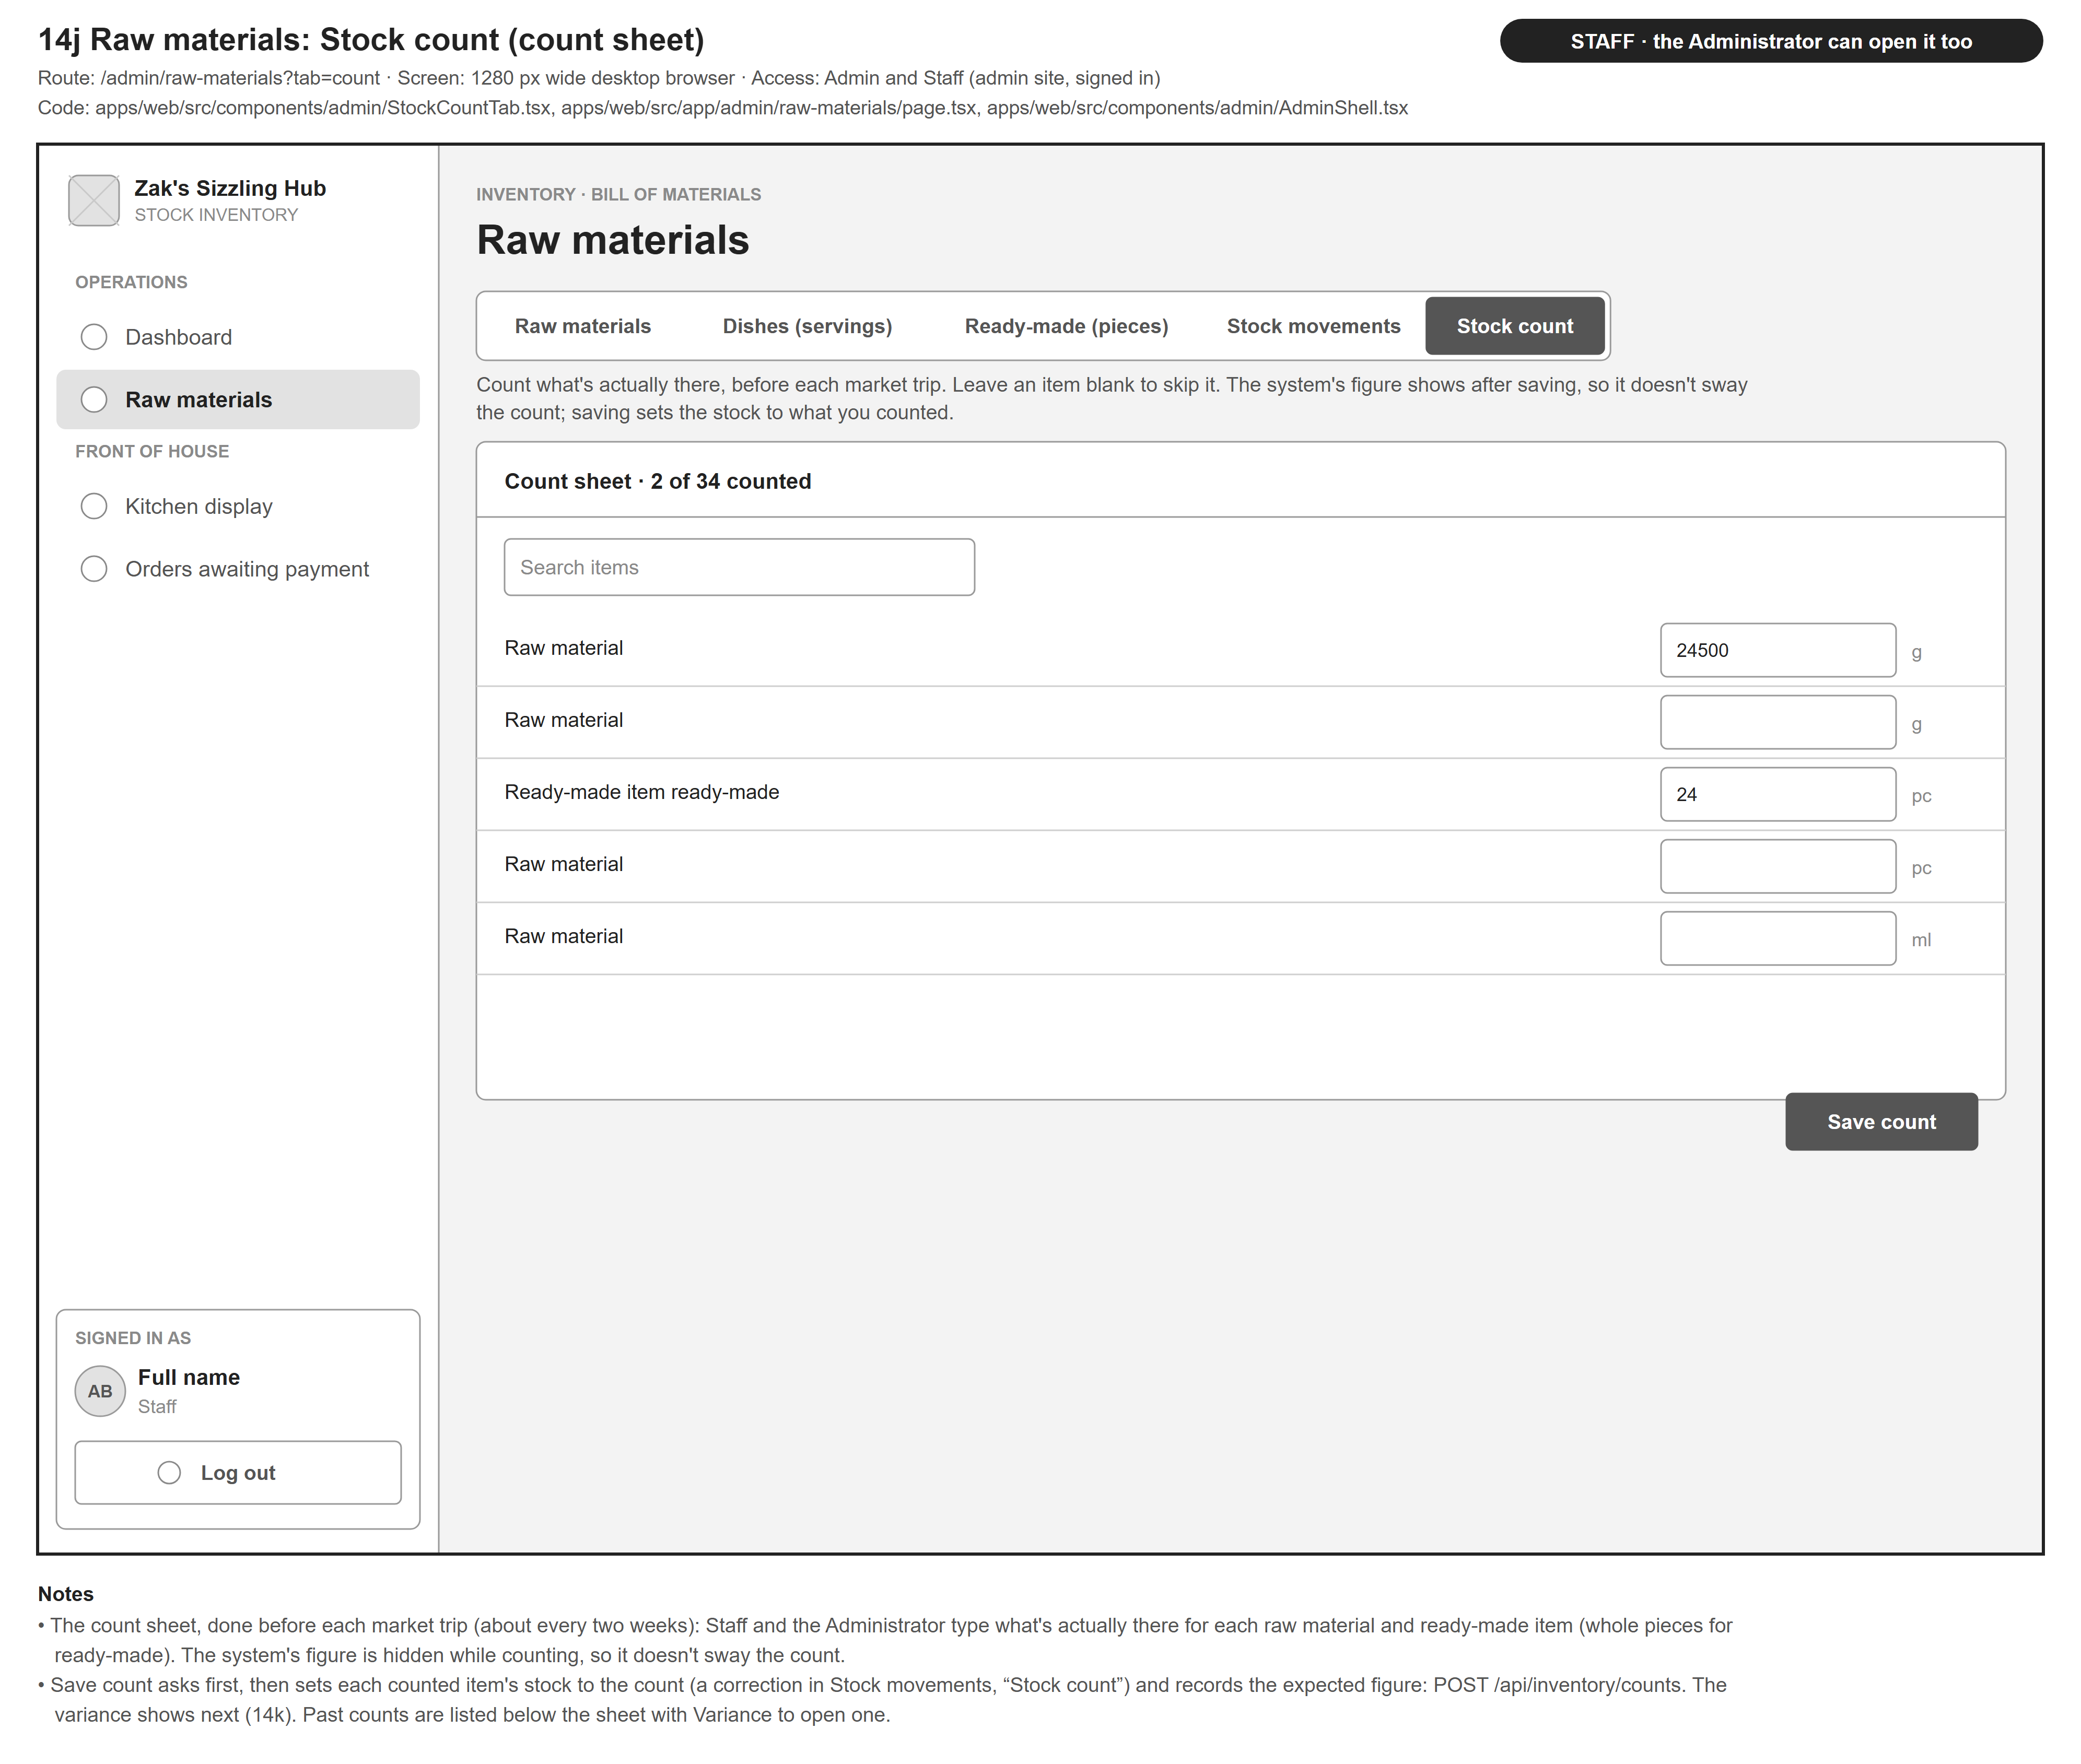 14j Raw materials: Stock count (count sheet)
STAFF · the Administrator can open it too
Route: /admin/raw-materials?tab=count · Screen: 1280 px wide desktop browser · Access: Admin and Staff (admin site, signed in)
Code: apps/web/src/components/admin/StockCountTab.tsx, apps/web/src/app/admin/raw-materials/page.tsx, apps/web/src/components/admin/AdminShell.tsx
Zak's Sizzling Hub
STOCK INVENTORY
OPERATIONS
Dashboard
Raw materials
FRONT OF HOUSE
Kitchen display
Orders awaiting payment
SIGNED IN AS
AB
Full name
Staff
Log out
INVENTORY · BILL OF MATERIALS
Raw materials
Raw materials
Dishes (servings)
Ready-made (pieces)
Stock movements
Stock count
Count what's actually there, before each market trip. Leave an item blank to skip it. The system's figure shows after saving, so it doesn't sway
the count; saving sets the stock to what you counted.
Count sheet · 2 of 34 counted
Search items
Raw material 24500 g
Raw material g
Ready-made item ready-made 24 pc
Raw material pc
Raw material ml
Save count
Notes
• The count sheet, done before each market trip (about every two weeks): Staff and the Administrator type what's actually there for each raw material and ready-made item (whole pieces for
ready-made). The system's figure is hidden while counting, so it doesn't sway the count.
• Save count asks first, then sets each counted item's stock to the count (a correction in Stock movements, “Stock count”) and records the expected figure: POST /api/inventory/counts. The
variance shows next (14k). Past counts are listed below the sheet with Variance to open one.